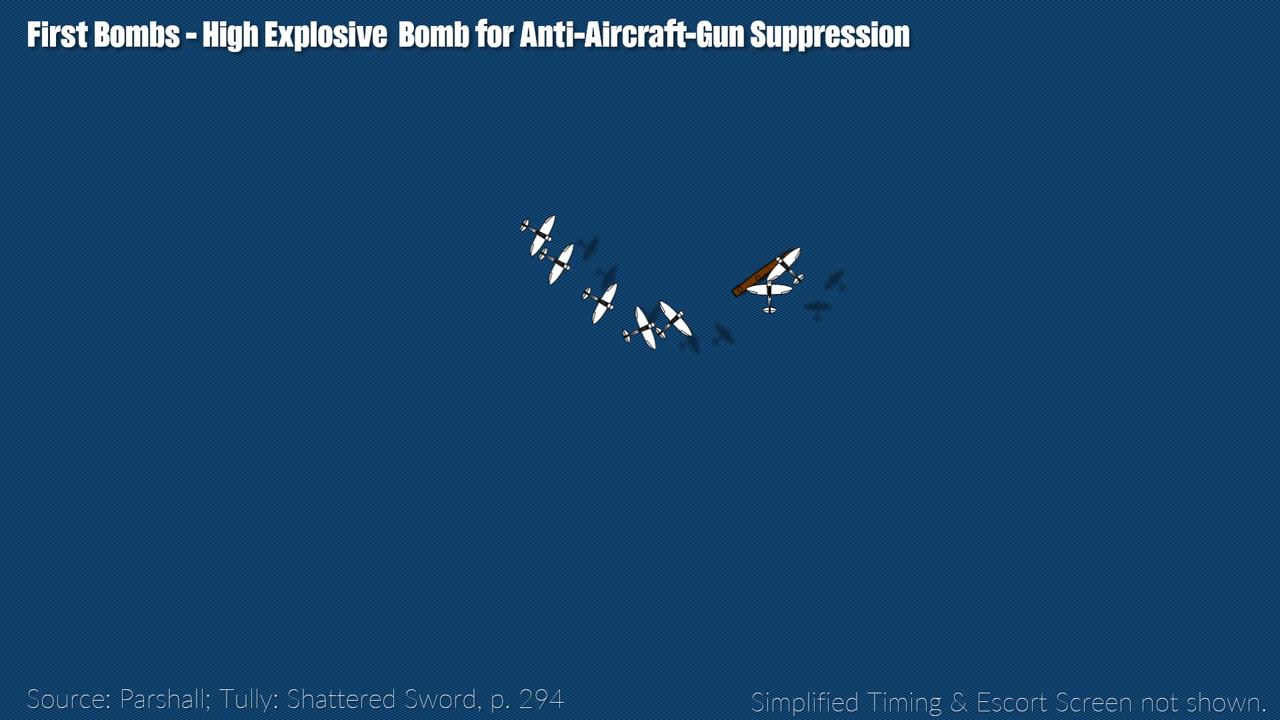 First Bombs - High Explosive  Bomb for Anti-Aircraft-Gun Suppression
Source: Parshall; Tully: Shattered Sword, p. 294
Simplified Timing & Escort Screen not shown.